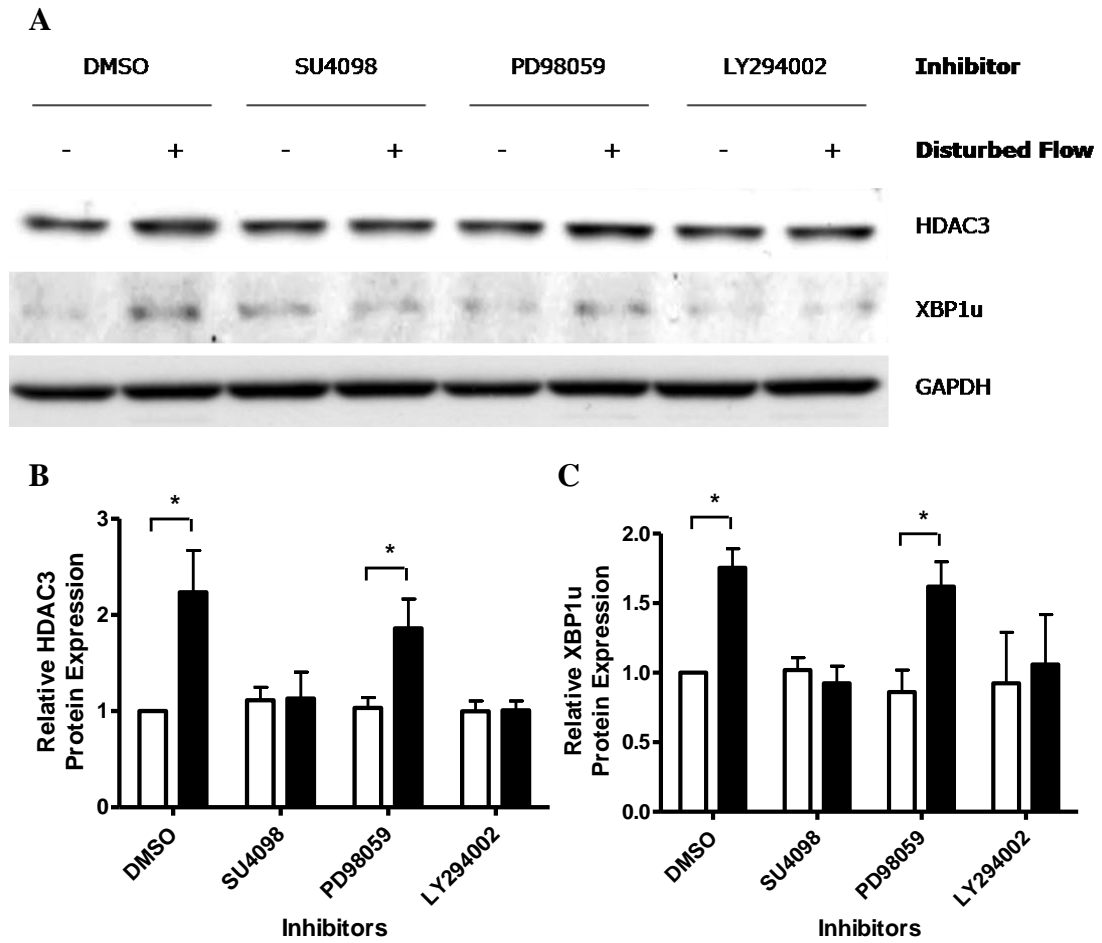 A
DMSO SU4098 PD98059 LY294002 Inhibitor
- + - + - + - + Disturbed Flow
HDAC3
XBP1u
GAPDH
B
Relative HDAC3
Protein Expression
3
2
1
0
*
*
DMSO
SU4098
PD98059
LY294002
Inhibitors
C
Relative XBP1u
Protein Expression
2.0
1.5
1.0
0.5
0.0
*
*
DMSO
SU4098
PD98059
LY294002
Inhibitors